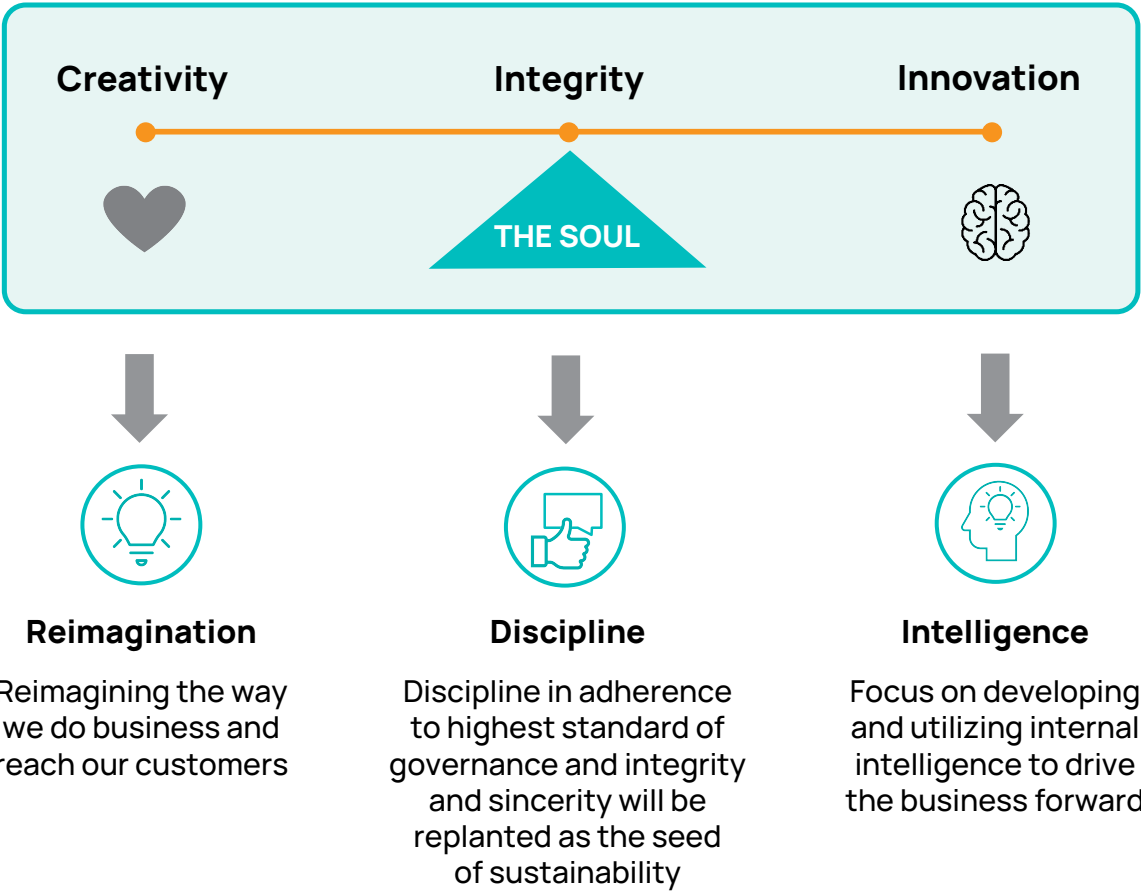 Creativity
Integrity
Innovation
THE SOUL
Reimagination
Reimagining the way
we do business and
reach our customers
Discipline
Discipline in adherence
to highest standard of
governance and integrity
and sincerity will be
replanted as the seed
of sustainability
Intelligence
Focus on developing
and utilizing internal
intelligence to drive
the business forward